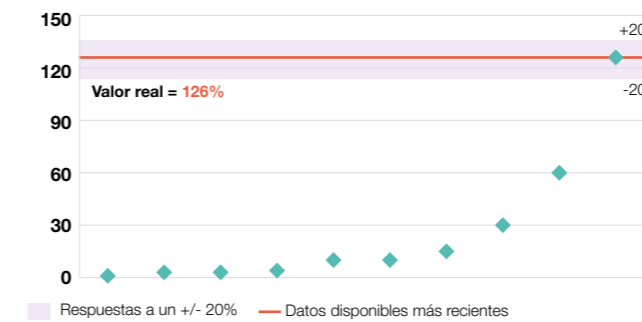 150
+20
120
Valor real = 126%
-20
90
60
30
0
Respuestas a un +/- 20%
Datos disponibles más recientes